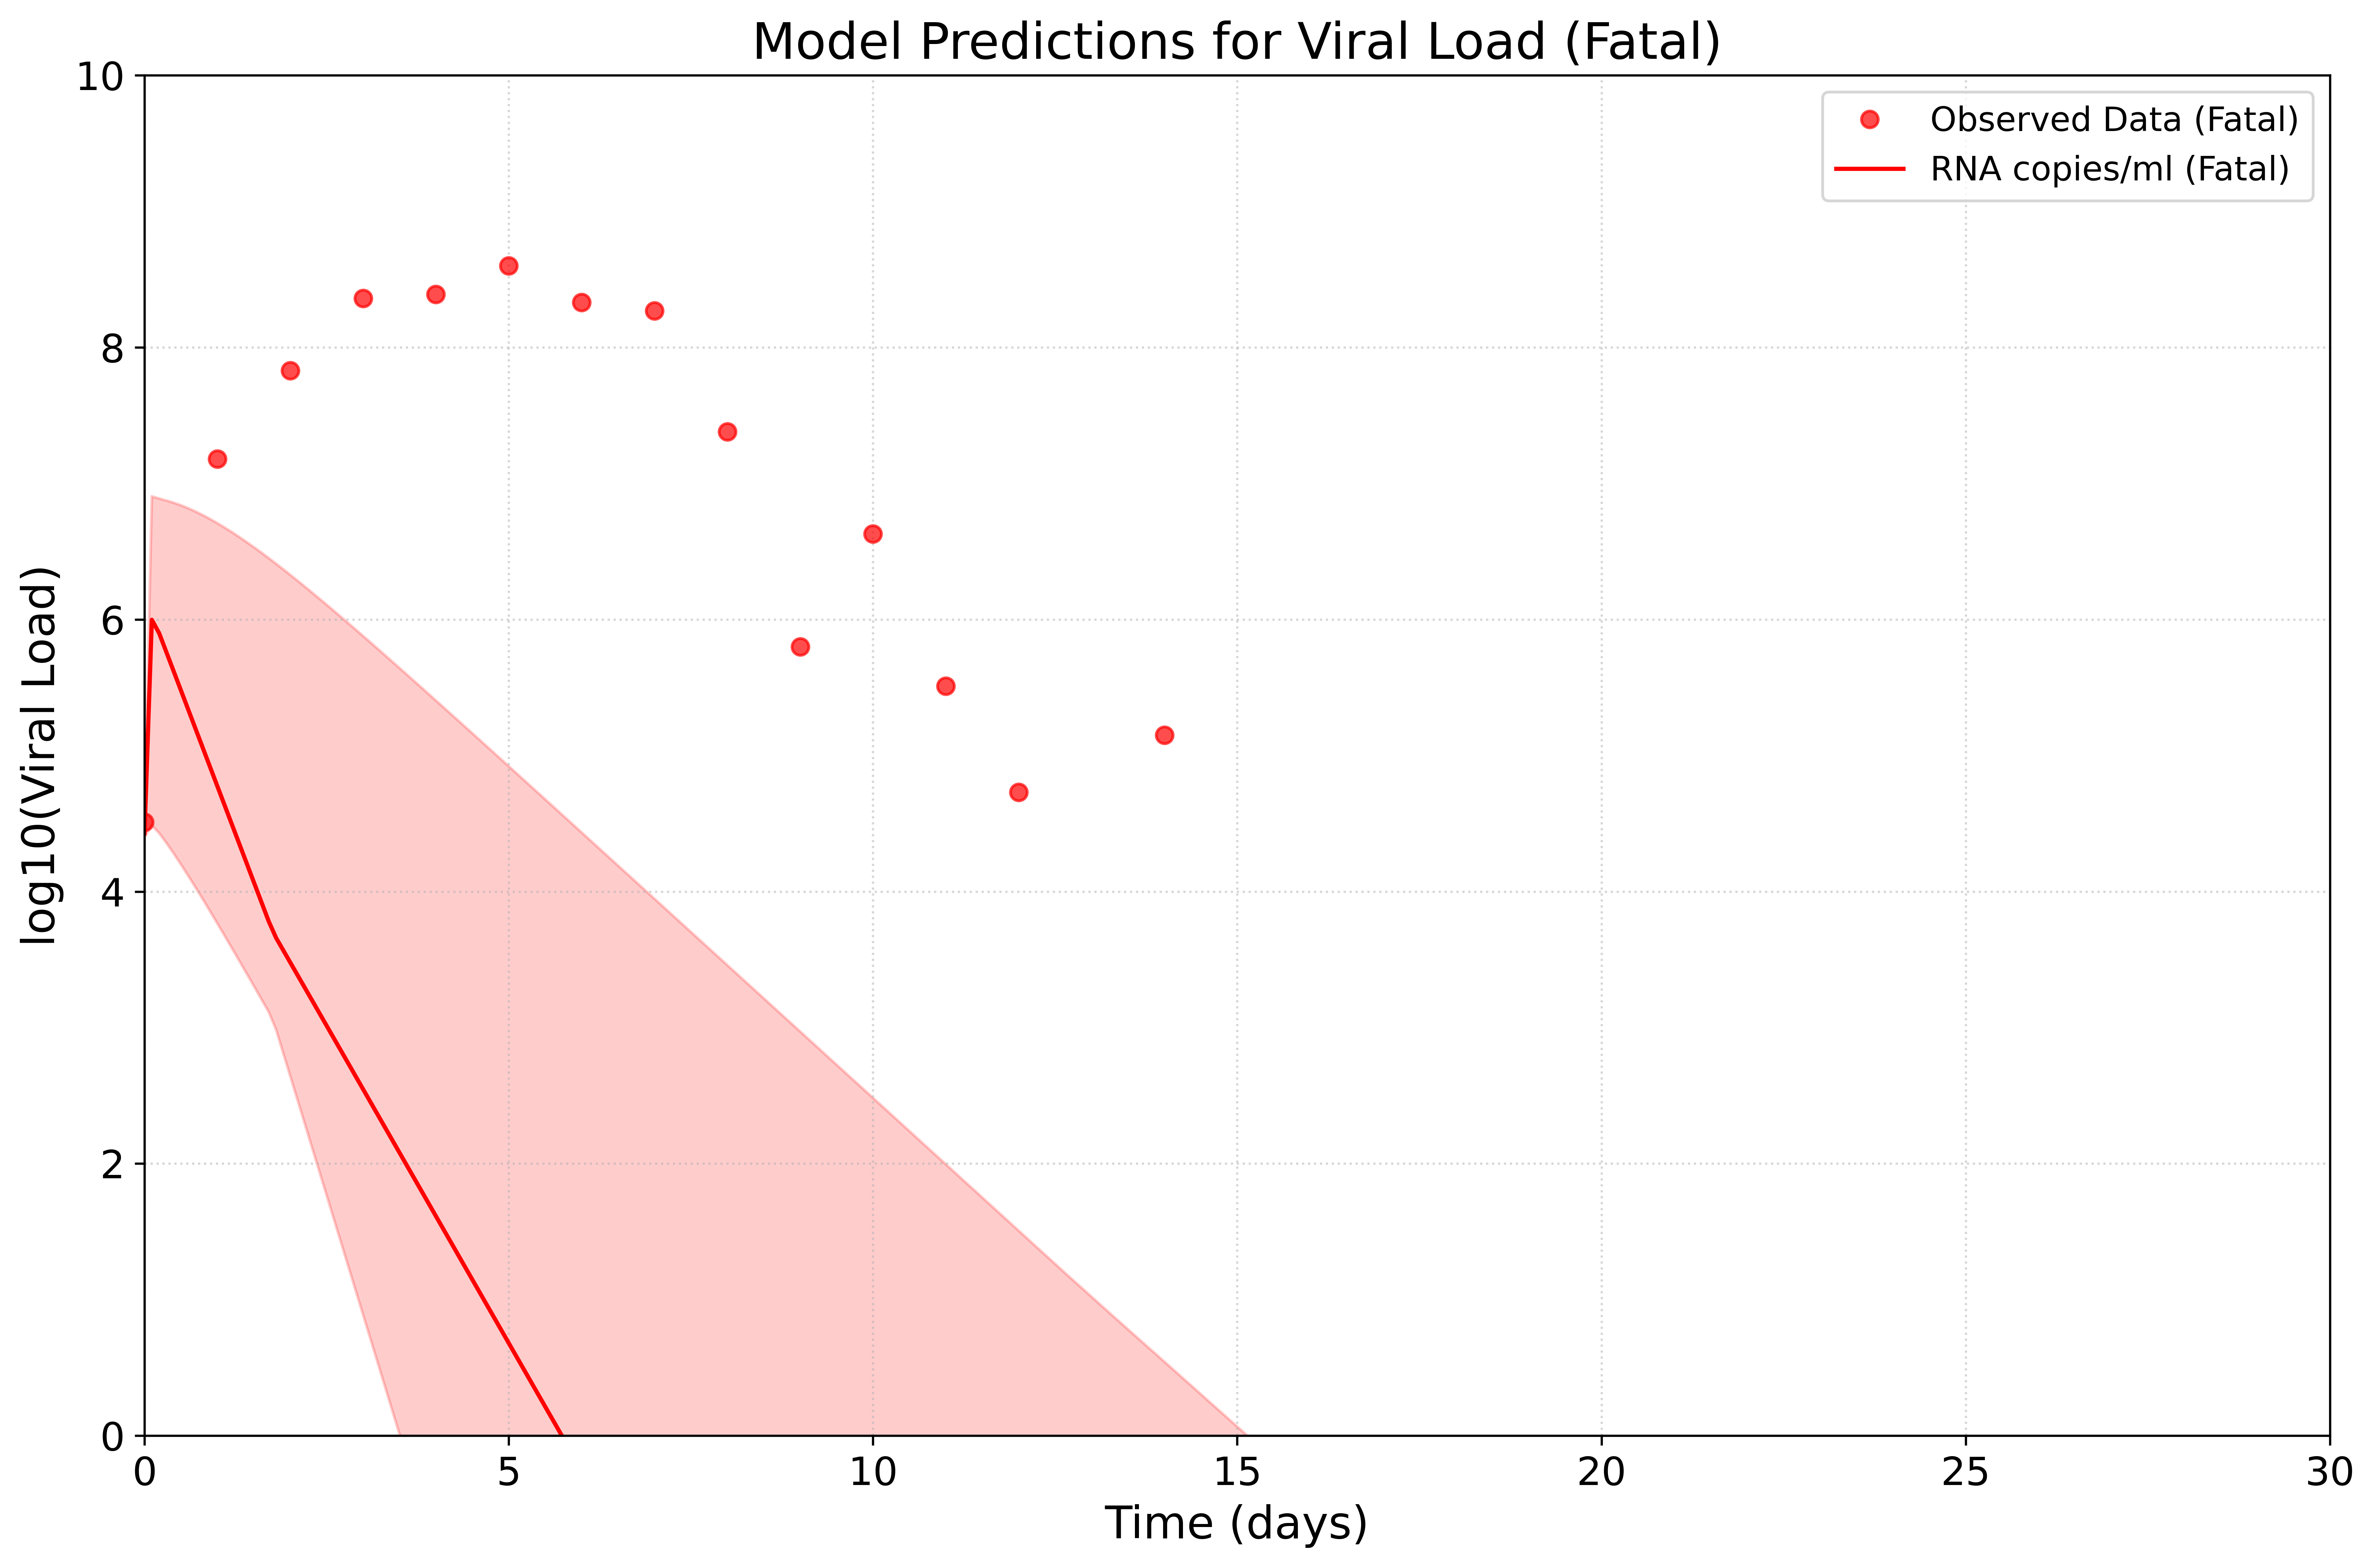 Model Predictions for Viral Load (Fatal)
10
8
6
4
2
0
log10(Viral Load)
Observed Data (Fatal)
RNA copies/ml (Fatal)
0 5 10 15 20 25 30
Time (days)